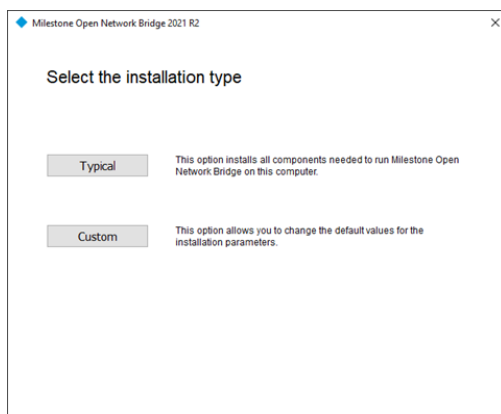 Milestone Open Network Bridge 2021 R2
Select the installation type
Typical
This option installs all components needed to run Milestone Open
Network Bridge on this computer.
Custom
This option allows you to change the default values for the
installation parameters.